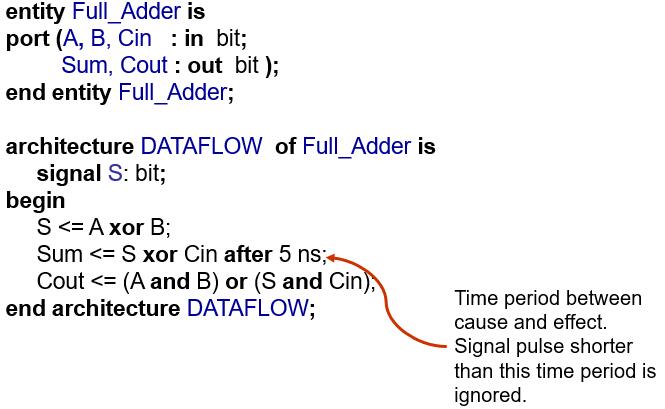 entity Full_Adder is
port (A, B, Cin : in bit;
Sum, Cout : out bit );
end entity Full_Adder;
architecture DATAFLOW of Full_Adder is
signal S: bit;
begin
S <= A xor B;
Sum <= S xor Cin after 5 ns;
Cout <= (A and B) or (S and Cin);
end architecture DATAFLOW;
Time period between
cause and effect.
Signal pulse shorter
than this time period is
ignored.